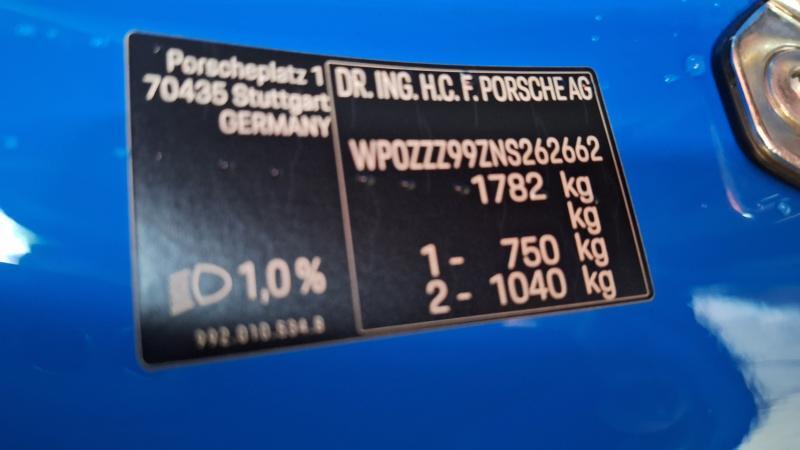 Porscheplatz 1
70435 Stuttgart
GERMANY
1,0%
992.010.834.B
DR. ING. H.C. F. PORSCHE AG
WP0ZZZ99ZNS262662
1782 kg
kg
1- 750 kg
2- 1040 kg